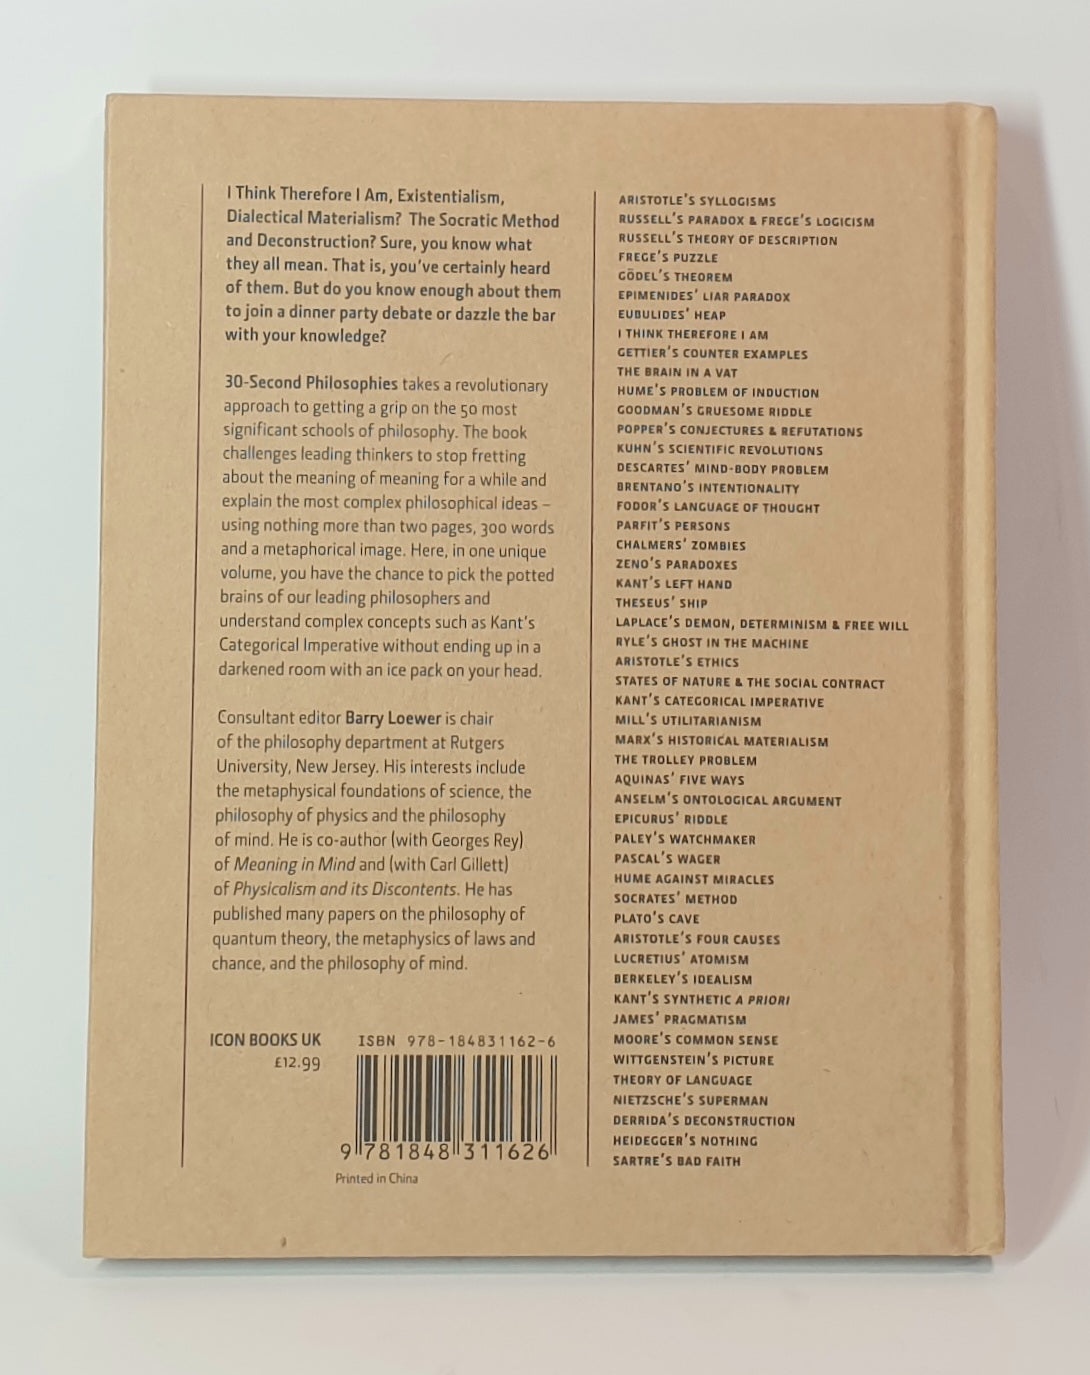 I Think Therefore I Am, Existentialism,
Dialectical Materialism? The Socratic Method
and Deconstruction? Sure, you know what
they all mean. That is, you've certainly heard
of them. But do you know enough about them
to join a dinner party debate or dazzle the bar
with your knowledge?
30-Second Philosophies takes a revolutionary
approach to getting a grip on the 50 most
significant schools of philosophy. The book
challenges leading thinkers to stop fretting
about the meaning of meaning for a while and
explain the most complex philosophical ideas –
using nothing more than two pages, 300 words
and a metaphorical image. Here, in one unique
volume, you have the chance to pick the potted
brains of our leading philosophers and
understand complex concepts such as Kant's
Categorical Imperative without ending up in a
darkened room with an ice pack on your head.
Consultant editor Barry Loewer is chair
of the philosophy department at Rutgers
University, New Jersey. His interests include
the metaphysical foundations of science, the
philosophy of physics and the philosophy
of mind. He is co-author (with Georges Rey)
of Meaning in Mind and (with Carl Gillett)
of Physicalism and its Discontents. He has
published many papers on the philosophy of
quantum theory, the metaphysics of laws and
chance, and the philosophy of mind.
ICON BOOKS UK
£12.99
ISBN 978-184831162-6
9 781848 311626
Printed in China
ARISTOTLE'S SYLLOGISMS
RUSSELL'S PARADOX & FREGE'S LOGICISM
RUSSELL'S THEORY OF DESCRIPTION
FREGE'S PUZZLE
GÖDEL'S THEOREM
EPIMENIDES' LIAR PARADOX
EUBULIDES' HEAP
I THINK THEREFORE I AM
GETTIER'S COUNTER EXAMPLES
THE BRAIN IN A VAT
HUME'S PROBLEM OF INDUCTION
GOODMAN'S GRUESOME RIDDLE
POPPER'S CONJECTURES & REFUTATIONS
KUHN'S SCIENTIFIC REVOLUTIONS
DESCARTES' MIND-BODY PROBLEM
BRENTANO'S INTENTIONALITY
FODOR'S LANGUAGE OF THOUGHT
PARFIT'S PERSONS
CHALMERS' ZOMBIES
ZENO'S PARADOXES
KANT'S LEFT HAND
THESEUS' SHIP
LAPLACE'S DEMON, DETERMINISM & FREE WILL
RYLE'S GHOST IN THE MACHINE
ARISTOTLE'S ETHICS
STATES OF NATURE & THE SOCIAL CONTRACT
KANT'S CATEGORICAL IMPERATIVE
MILL'S UTILITARIANISM
MARX'S HISTORICAL MATERIALISM
THE TROLLEY PROBLEM
AQUINAS' FIVE WAYS
ANSELM'S ONTOLOGICAL ARGUMENT
EPICURUS' RIDDLE
PALEY'S WATCHMAKER
PASCAL'S WAGER
HUME AGAINST MIRACLES
SOCRATES' METHOD
PLATO'S CAVE
ARISTOTLE'S FOUR CAUSES
LUCRETIUS' ATOMISM
BERKELEY'S IDEALISM
KANT'S SYNTHETIC A PRIORI
JAMES' PRAGMATISM
MOORE'S COMMON SENSE
WITTGENSTEIN'S PICTURE
THEORY OF LANGUAGE
NIETZSCHE'S SUPERMAN
DERRIDA'S DECONSTRUCTION
HEIDEGGER'S NOTHING
SARTRE'S BAD FAITH